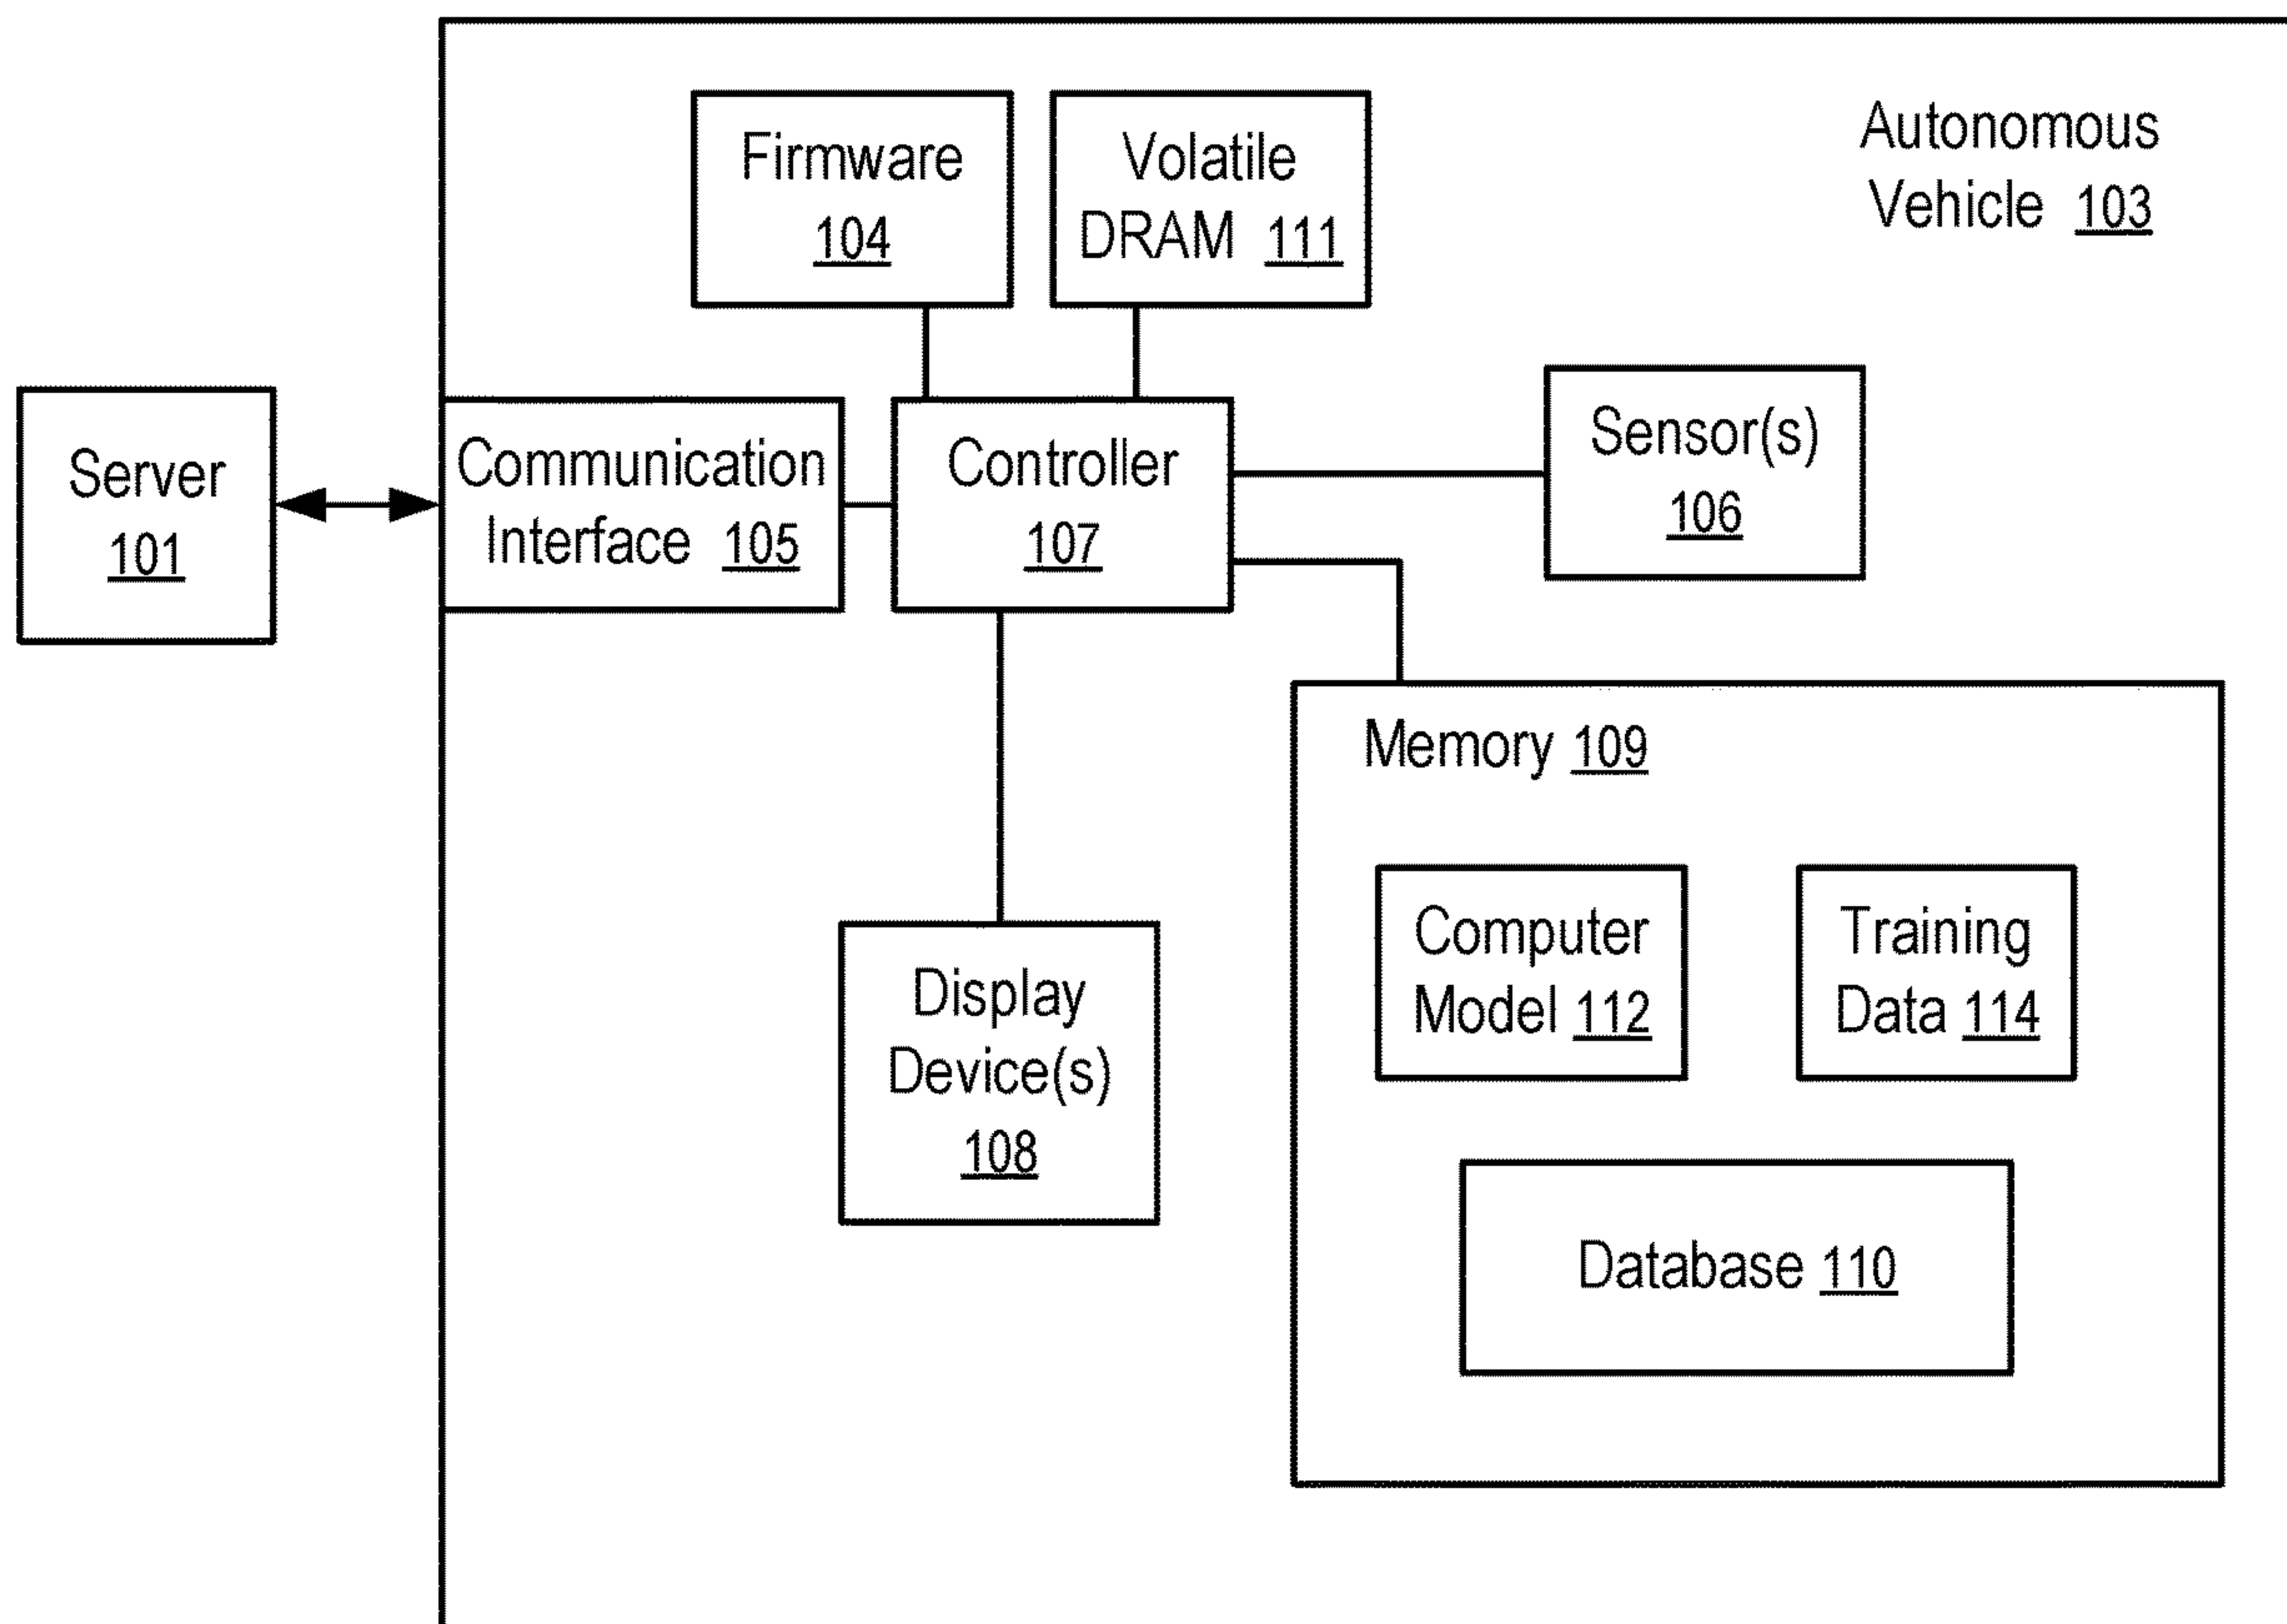 Firmware
104
Volatile
DRAM 111
Autonomous
Vehicle 103
Server
101
Communication
Interface 105
Controller
107
Sensor(s)
106
Memory 109
Computer
Model 112
Training
Data 114
Display
Device(s)
108
Database 110